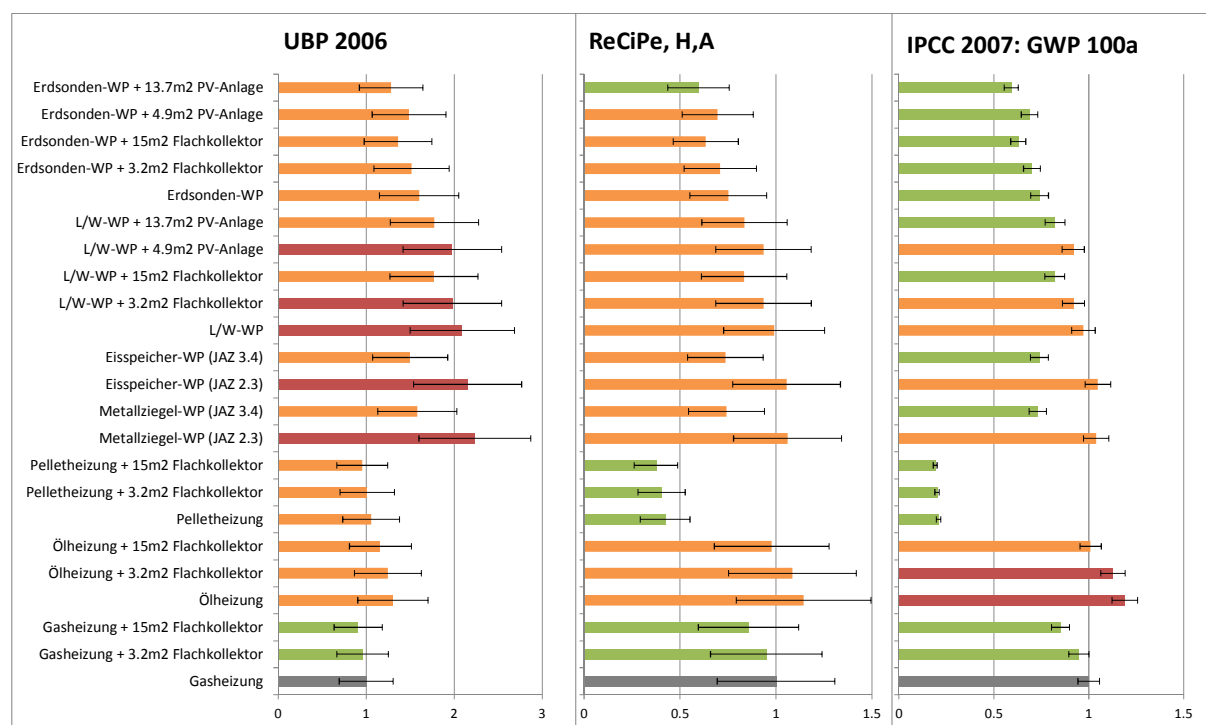 UBP 2006
ReCiPe, H,A
IPCC 2007: GWP 100a
Erdsonden-WP + 13.7m2 PV-Anlage
Erdsonden-WP + 4.9m2 PV-Anlage
Erdsonden-WP + 15m2 Flachkollektor
Erdsonden-WP + 3.2m2 Flachkollektor
Erdsonden-WP
L/W-WP + 13.7m2 PV-Anlage
L/W-WP + 4.9m2 PV-Anlage
L/W-WP + 15m2 Flachkollektor
L/W-WP + 3.2m2 Flachkollektor
L/W-WP
Eisspeicher-WP (JAZ 3.4)
Eisspeicher-WP (JAZ 2.3)
Metallziegel-WP (JAZ 3.4)
Metallziegel-WP (JAZ 2.3)
Pelletheizung + 15m2 Flachkollektor
Pelletheizung + 3.2m2 Flachkollektor
Pelletheizung
Ölheizung + 15m2 Flachkollektor
Ölheizung + 3.2m2 Flachkollektor
Ölheizung
Gasheizung + 15m2 Flachkollektor
Gasheizung + 3.2m2 Flachkollektor
Gasheizung
0 1 2 3
0 0.5 1 1.5
0 0.5 1 1.5